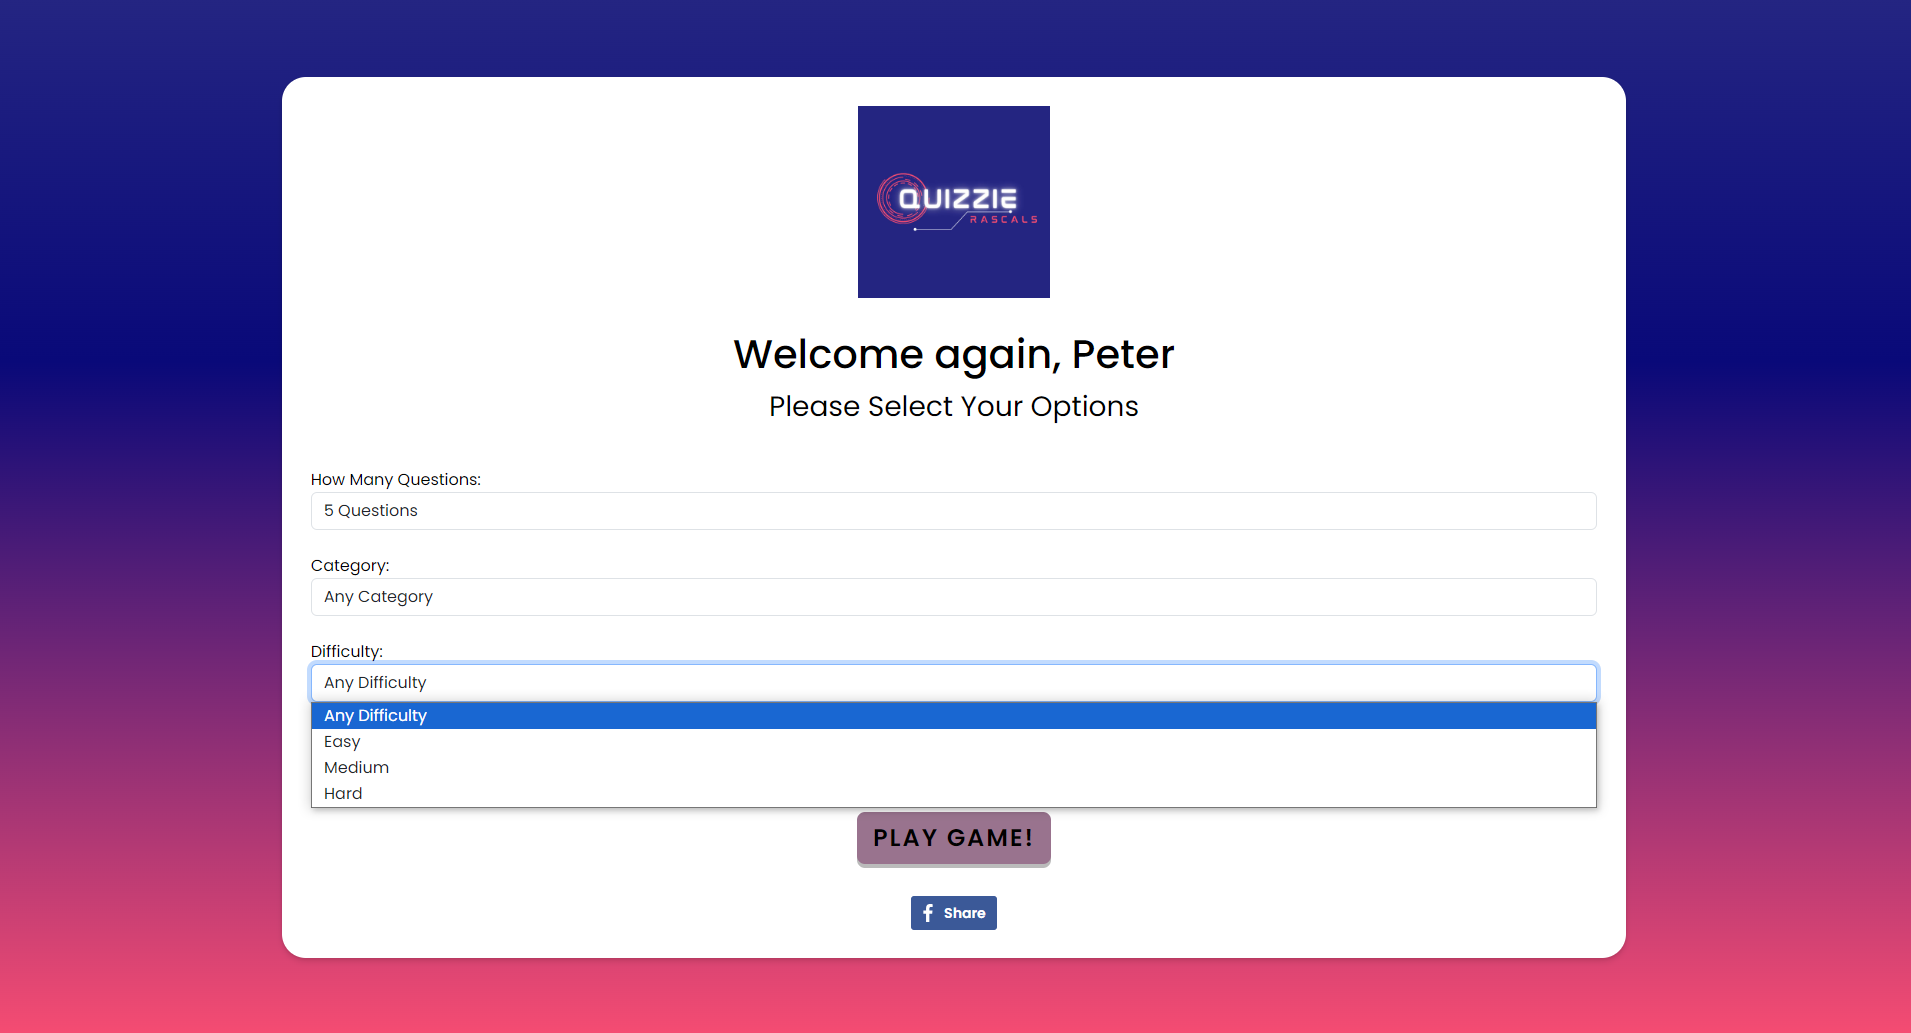 QUIZZIE
RASCALS
Welcome again, Peter
Please Select Your Options
How Many Questions:
5 Questions
Category:
Any Category
Difficulty:
Any Difficulty
Any Difficulty
Easy
Medium
Hard
PLAY GAME!
Share